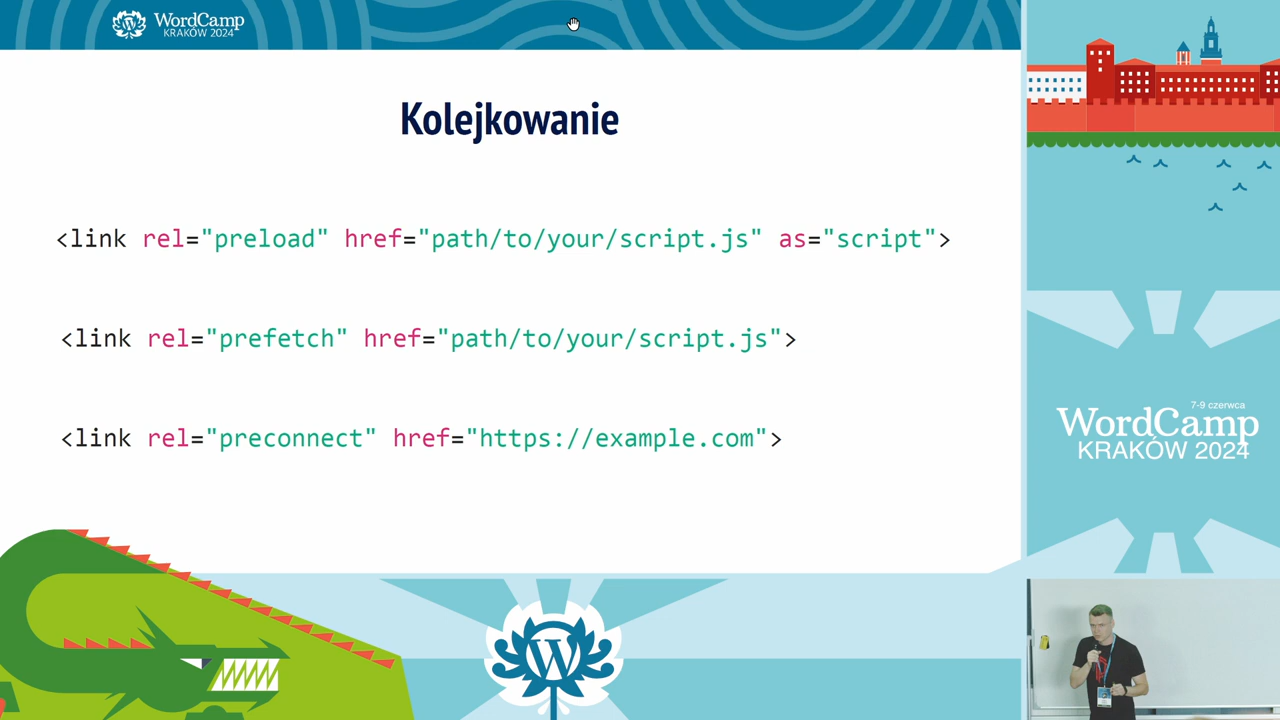 WordCamp
KRAKÓW 2024
Kolejkowanie
<link rel="preload" href="path/to/your/script.js" as="script">
<link rel="prefetch" href="path/to/your/script.js">
<link rel="preconnect" href="https://example.com">
7-9 czerwca
WordCamp
KRAKÓW 2024
W